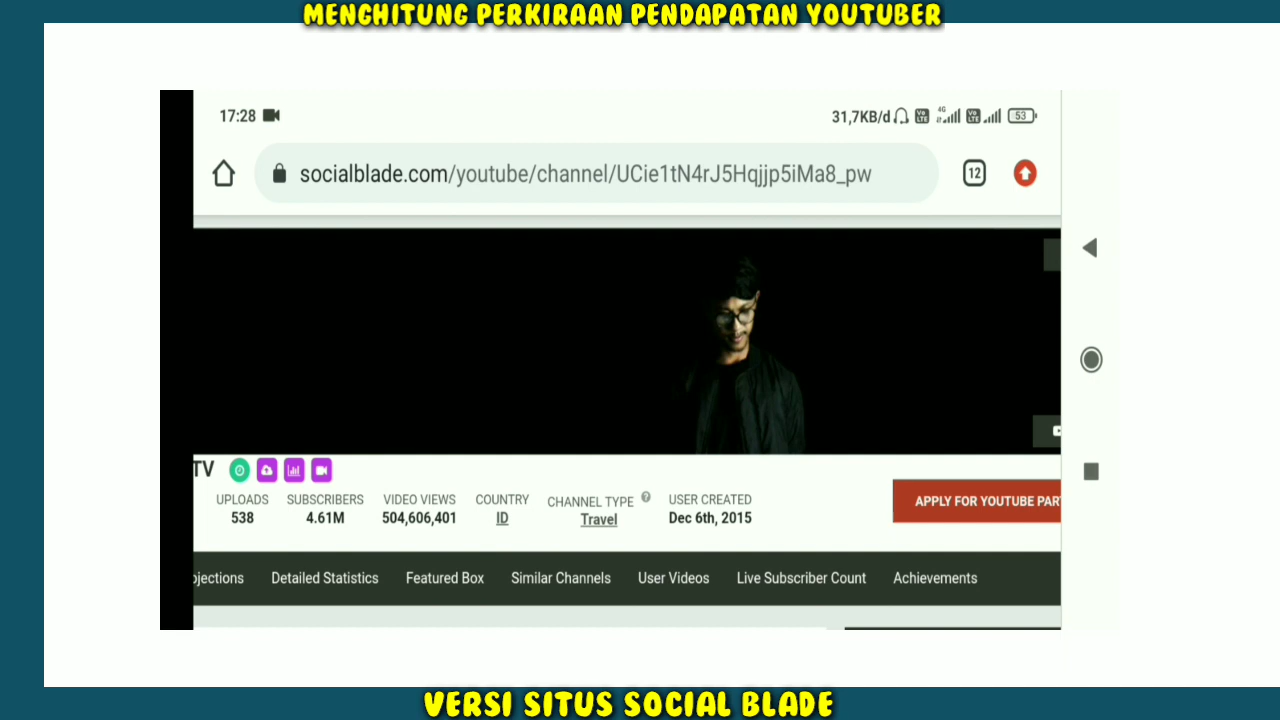 MENGHITUNG PERKIRAAN PENDAPATAN YOUTUBER
17:28 31,7KB/d 4G 53
socialblade.com/youtube/channel/UCie1tN4rJ5Hqjjp5iMa8_pw 12
TV
UPLOADS SUBSCRIBERS VIDEO VIEWS COUNTRY CHANNEL TYPE USER CREATED
538 4.61M 504,606,401 ID Travel Dec 6th, 2015
APPLY FOR YOUTUBE PAR
ojections Detailed Statistics Featured Box Similar Channels User Videos Live Subscriber Count Achievements
VERSI SITUS SOCIAL BLADE